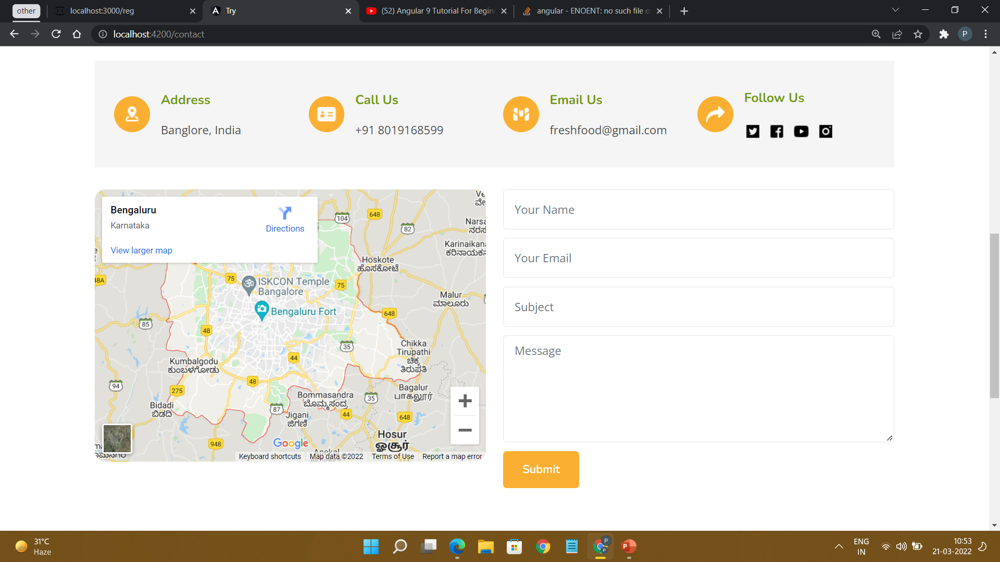 other
localhost:3000/reg
Try
(52) Angular 9 Tutorial For Begin
angular - ENOENT: no such file o
localhost:4200/contact
P
Address
Banglore, India
Call Us
+91 8019168599
Email Us
freshfood@gmail.com
Follow Us
Bengaluru
Karnataka
Directions
View larger map
104
648
82
Narsa
ನರಸ
Karinaikana
ಕರಿನಾಯಕನ
Hoskote
ಹೊಸಕೋಟೆ
48A
75
ISKCON Temple
Bangalore
75
Malur
ಮಾಲೂರು
Bengaluru Fort
648
85
48
35
Chikka
Tirupathi
ಚಿಕ್ಕ
ತಿರುಪತಿ
Kumbalgodu
ಕುಂಬಳಗೋಡು
44
94
48
275
Bagalur
பாகலூர்
Bommasandra
ಬೊಮ್ಮಸಂದ್ರ
35
Bidadi
ಬಿಡದಿ
87
Jigani
ಜಿಗಣಿ
44
648
Hosur
ஓசூர்
948
Google
Keyboard shortcuts
Map data ©2022
Terms of Use
Report a map error
Your Name
Your Email
Subject
Message
Submit
31°C
Haze
ENG
IN
10:53
21-03-2022